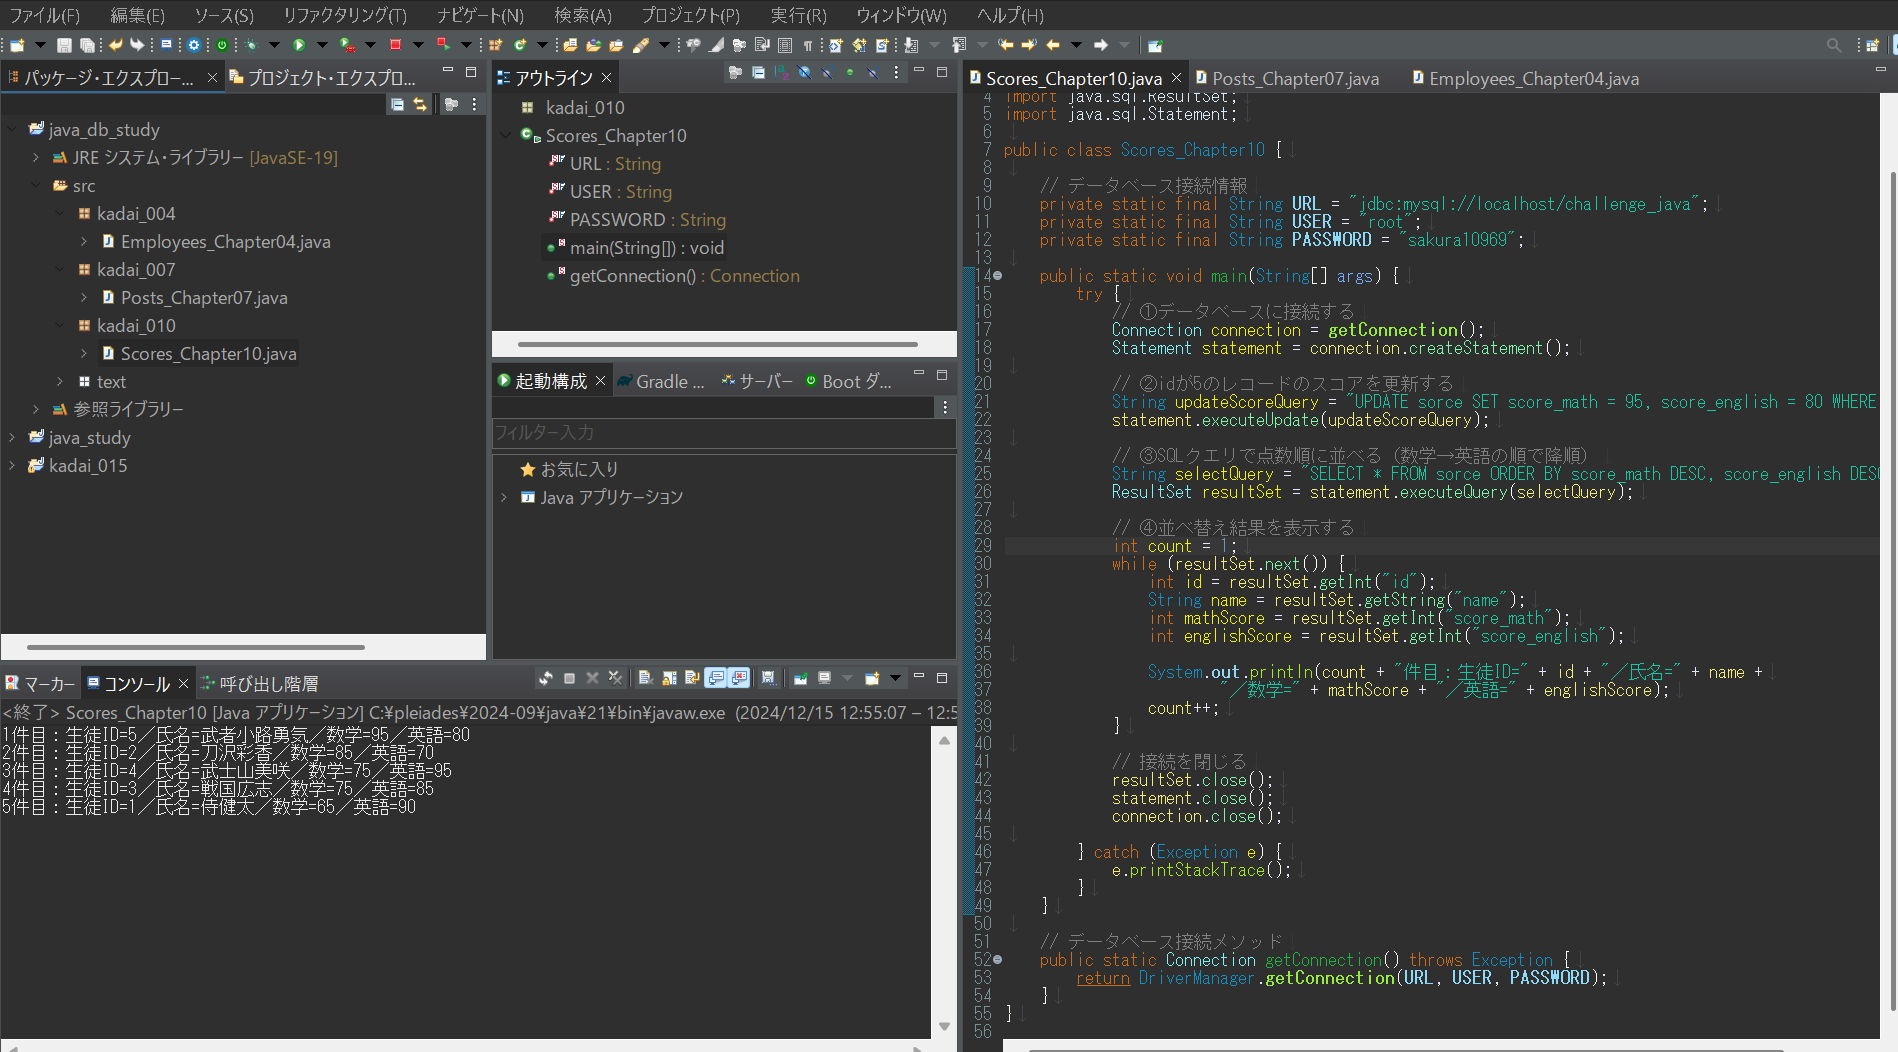 ファイル(F) 編集(E) ソース(S) リファクタリング(T) ナビゲート(N) 検索(A) プロジェクト(P) 実行(R) ウィンドウ(W) ヘルプ(H)
パッケージ・エクスプロー... プロジェクト・エクスプロ...
java_db_study
JRE システム・ライブラリー [JavaSE-19]
src
kadai_004
Employees_Chapter04.java
kadai_007
Posts_Chapter07.java
kadai_010
Scores_Chapter10.java
text
参照ライブラリー
java_study
kadai_015
アウトライン
kadai_010
Scores_Chapter10
URL : String
USER : String
PASSWORD : String
main(String[]) : void
getConnection() : Connection
起動構成 Gradle ... サーバー Boot ダ...
フィルター入力
お気に入り
Java アプリケーション
マーカー コンソール 呼び出し階層
<終了> Scores_Chapter10 [Java アプリケーション] C:¥pleiades¥2024-09¥java¥21¥bin¥javaw.exe (2024/12/15 12:55:07 – 12:5
1件目：生徒ID=5／氏名=武者小路勇気／数学=95／英語=80
2件目：生徒ID=2／氏名=刀沢彩香／数学=85／英語=70
3件目：生徒ID=4／氏名=武士山美咲／数学=75／英語=95
4件目：生徒ID=3／氏名=戦国広志／数学=75／英語=85
5件目：生徒ID=1／氏名=侍健太／数学=65／英語=90
Scores_Chapter10.java Posts_Chapter07.java Employees_Chapter04.java
4 import java.sql.ResultSet;
5 import java.sql.Statement;
6
7 public class Scores_Chapter10 {
8
9 // データベース接続情報
10 private static final String URL = "jdbc:mysql://localhost/challenge_java";
11 private static final String USER = "root";
12 private static final String PASSWORD = "sakura10969";
13
14 public static void main(String[] args) {
15 try {
16 // ①データベースに接続する
17 Connection connection = getConnection();
18 Statement statement = connection.createStatement();
19
20 // ②idが5のレコードのスコアを更新する
21 String updateScoreQuery = "UPDATE sorce SET score_math = 95, score_english = 80 WHERE
22 statement.executeUpdate(updateScoreQuery);
23
24 // ③SQLクエリで点数順に並べる（数学→英語の順で降順）
25 String selectQuery = "SELECT * FROM sorce ORDER BY score_math DESC, score_english DESC
26 ResultSet resultSet = statement.executeQuery(selectQuery);
27
28 // ④並べ替え結果を表示する
29 int count = 1;
30 while (resultSet.next()) {
31 int id = resultSet.getInt("id");
32 String name = resultSet.getString("name");
33 int mathScore = resultSet.getInt("score_math");
34 int englishScore = resultSet.getInt("score_english");
35
36 System.out.println(count + "件目：生徒ID=" + id + "／氏名=" + name +
37 "／数学=" + mathScore + "／英語=" + englishScore);
38 count++;
39 }
40
41 // 接続を閉じる
42 resultSet.close();
43 statement.close();
44 connection.close();
45
46 } catch (Exception e) {
47 e.printStackTrace();
48 }
49 }
50
51 // データベース接続メソッド
52 public static Connection getConnection() throws Exception {
53 return DriverManager.getConnection(URL, USER, PASSWORD);
54 }
55 }
56